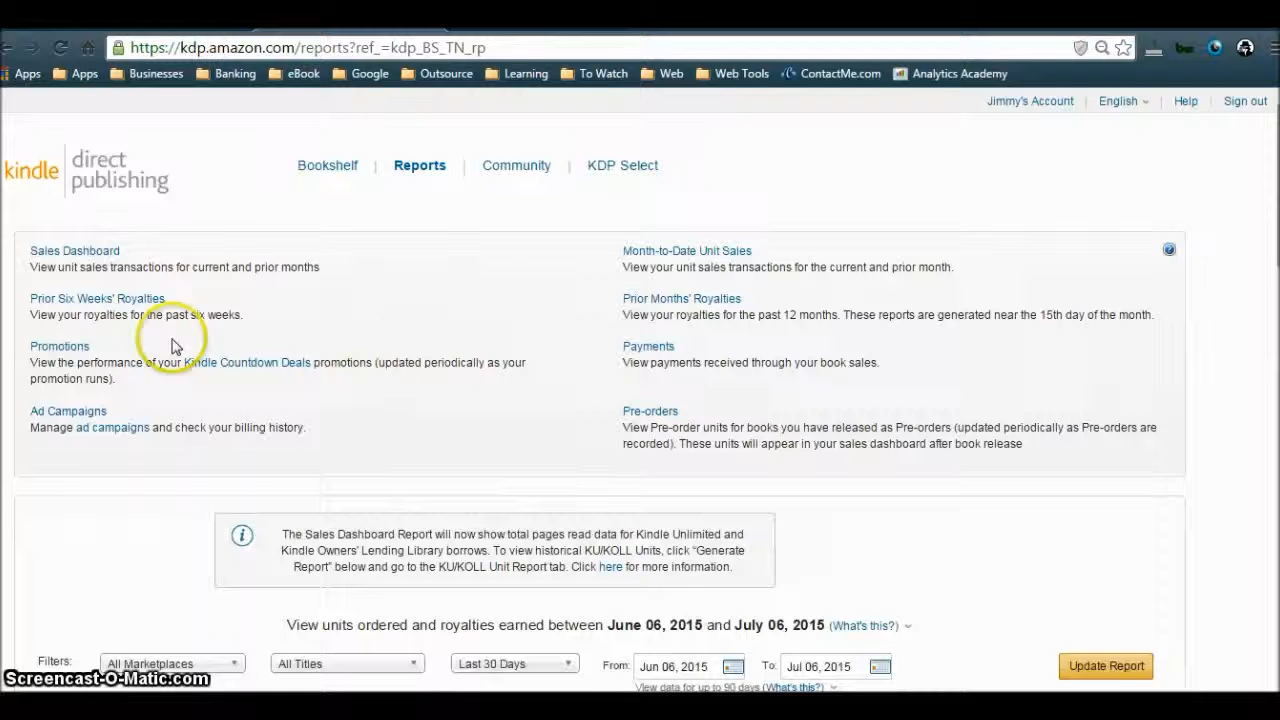 https://kdp.amazon.com/reports?ref_=kdp_BS_TN_rp
Apps Apps Businesses Banking eBook Google Outsource Learning To Watch Web Web Tools ContactMe.com Analytics Academy
Jimmy's Account English Help Sign out
kindle direct publishing
Bookshelf Reports Community KDP Select
Sales Dashboard
View unit sales transactions for current and prior months
Month-to-Date Unit Sales
View your unit sales transactions for the current and prior month.
Prior Six Weeks' Royalties
View your royalties for the past six weeks.
Prior Months' Royalties
View your royalties for the past 12 months. These reports are generated near the 15th day of the month.
Promotions
View the performance of your Kindle Countdown Deals promotions (updated periodically as your
promotion runs).
Payments
View payments received through your book sales.
Ad Campaigns
Manage ad campaigns and check your billing history.
Pre-orders
View Pre-order units for books you have released as Pre-orders (updated periodically as Pre-orders are
recorded). These units will appear in your sales dashboard after book release
The Sales Dashboard Report will now show total pages read data for Kindle Unlimited and
Kindle Owners' Lending Library borrows. To view historical KU/KOLL Units, click "Generate
Report" below and go to the KU/KOLL Unit Report tab. Click here for more information.
View units ordered and royalties earned between June 06, 2015 and July 06, 2015 (What's this?)
Filters: All Marketplaces All Titles Last 30 Days From: Jun 06, 2015 To: Jul 06, 2015 Update Report
View data for up to 90 days (What's this?)
Screencast-O-Matic.com